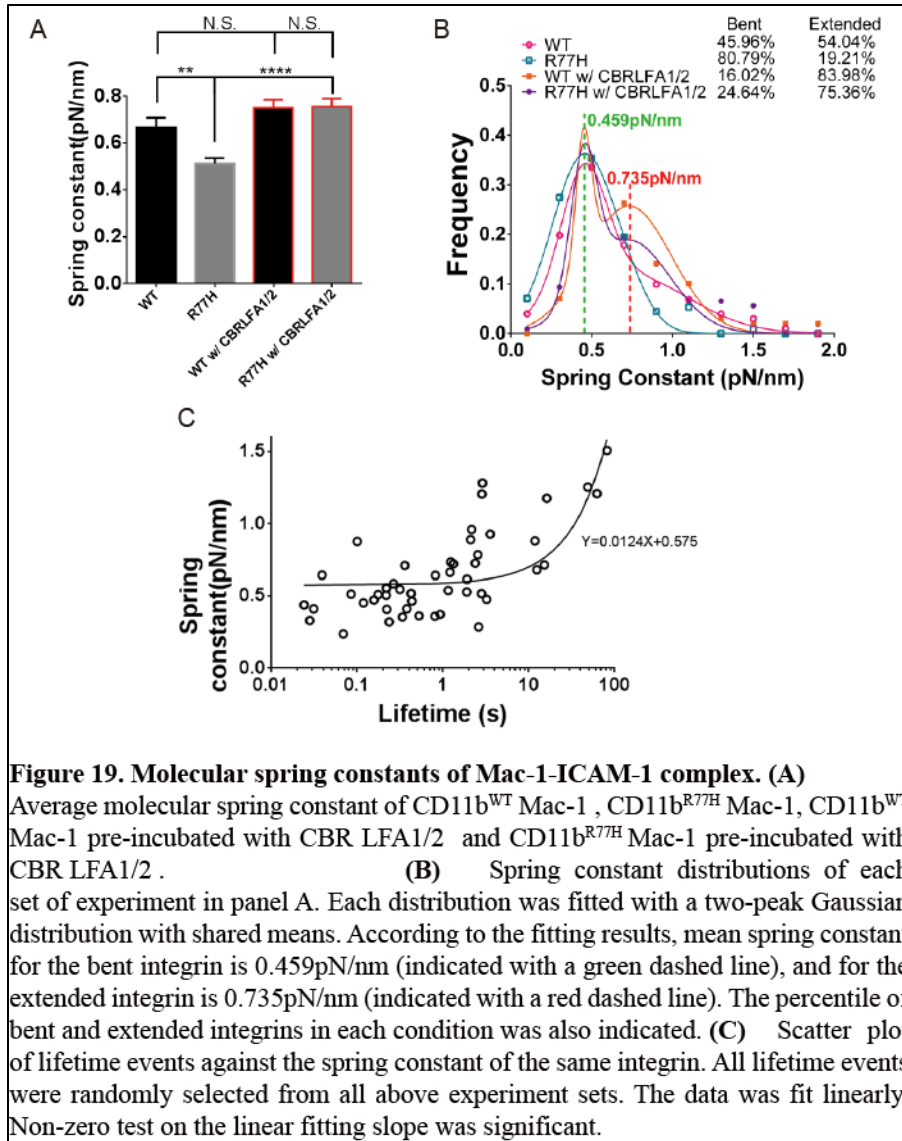 A
N.S.
N.S.
**
****
Spring constant(pN/nm)
0.8
0.6
0.4
0.2
0.0
WT
R77H
WT w/ CBRLFA1/2
R77H w/ CBRLFA1/2
B
Bent Extended
WT 45.96% 54.04%
R77H 80.79% 19.21%
WT w/ CBRLFA1/2 16.02% 83.98%
R77H w/ CBRLFA1/2 24.64% 75.36%
0.459pN/nm
0.735pN/nm
Frequency
0.5
0.4
0.3
0.2
0.1
0.0
0.0 0.5 1.0 1.5 2.0
Spring Constant (pN/nm)
C
Spring
constant(pN/nm)
1.5
1.0
0.5
0.0
Y=0.0124X+0.575
0.01 0.1 1 10 100
Lifetime (s)
Figure 19. Molecular spring constants of Mac-1-ICAM-1 complex. (A)
Average molecular spring constant of CD11bWT Mac-1 , CD11bR77H Mac-1, CD11bWT
Mac-1 pre-incubated with CBR LFA1/2 and CD11bR77H Mac-1 pre-incubated with
CBR LFA1/2 . (B) Spring constant distributions of each
set of experiment in panel A. Each distribution was fitted with a two-peak Gaussian
distribution with shared means. According to the fitting results, mean spring constan
for the bent integrin is 0.459pN/nm (indicated with a green dashed line), and for the
extended integrin is 0.735pN/nm (indicated with a red dashed line). The percentile of
bent and extended integrins in each condition was also indicated. (C) Scatter plo
of lifetime events against the spring constant of the same integrin. All lifetime events
were randomly selected from all above experiment sets. The data was fit linearly
Non-zero test on the linear fitting slope was significant.